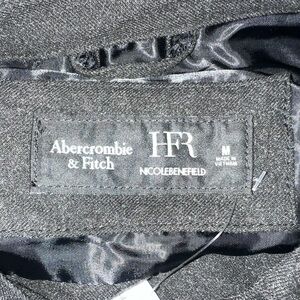 Abercrombie
& Fitch
HFR
NICOLEBENEFIELD
M
MADE IN
VIETNAM